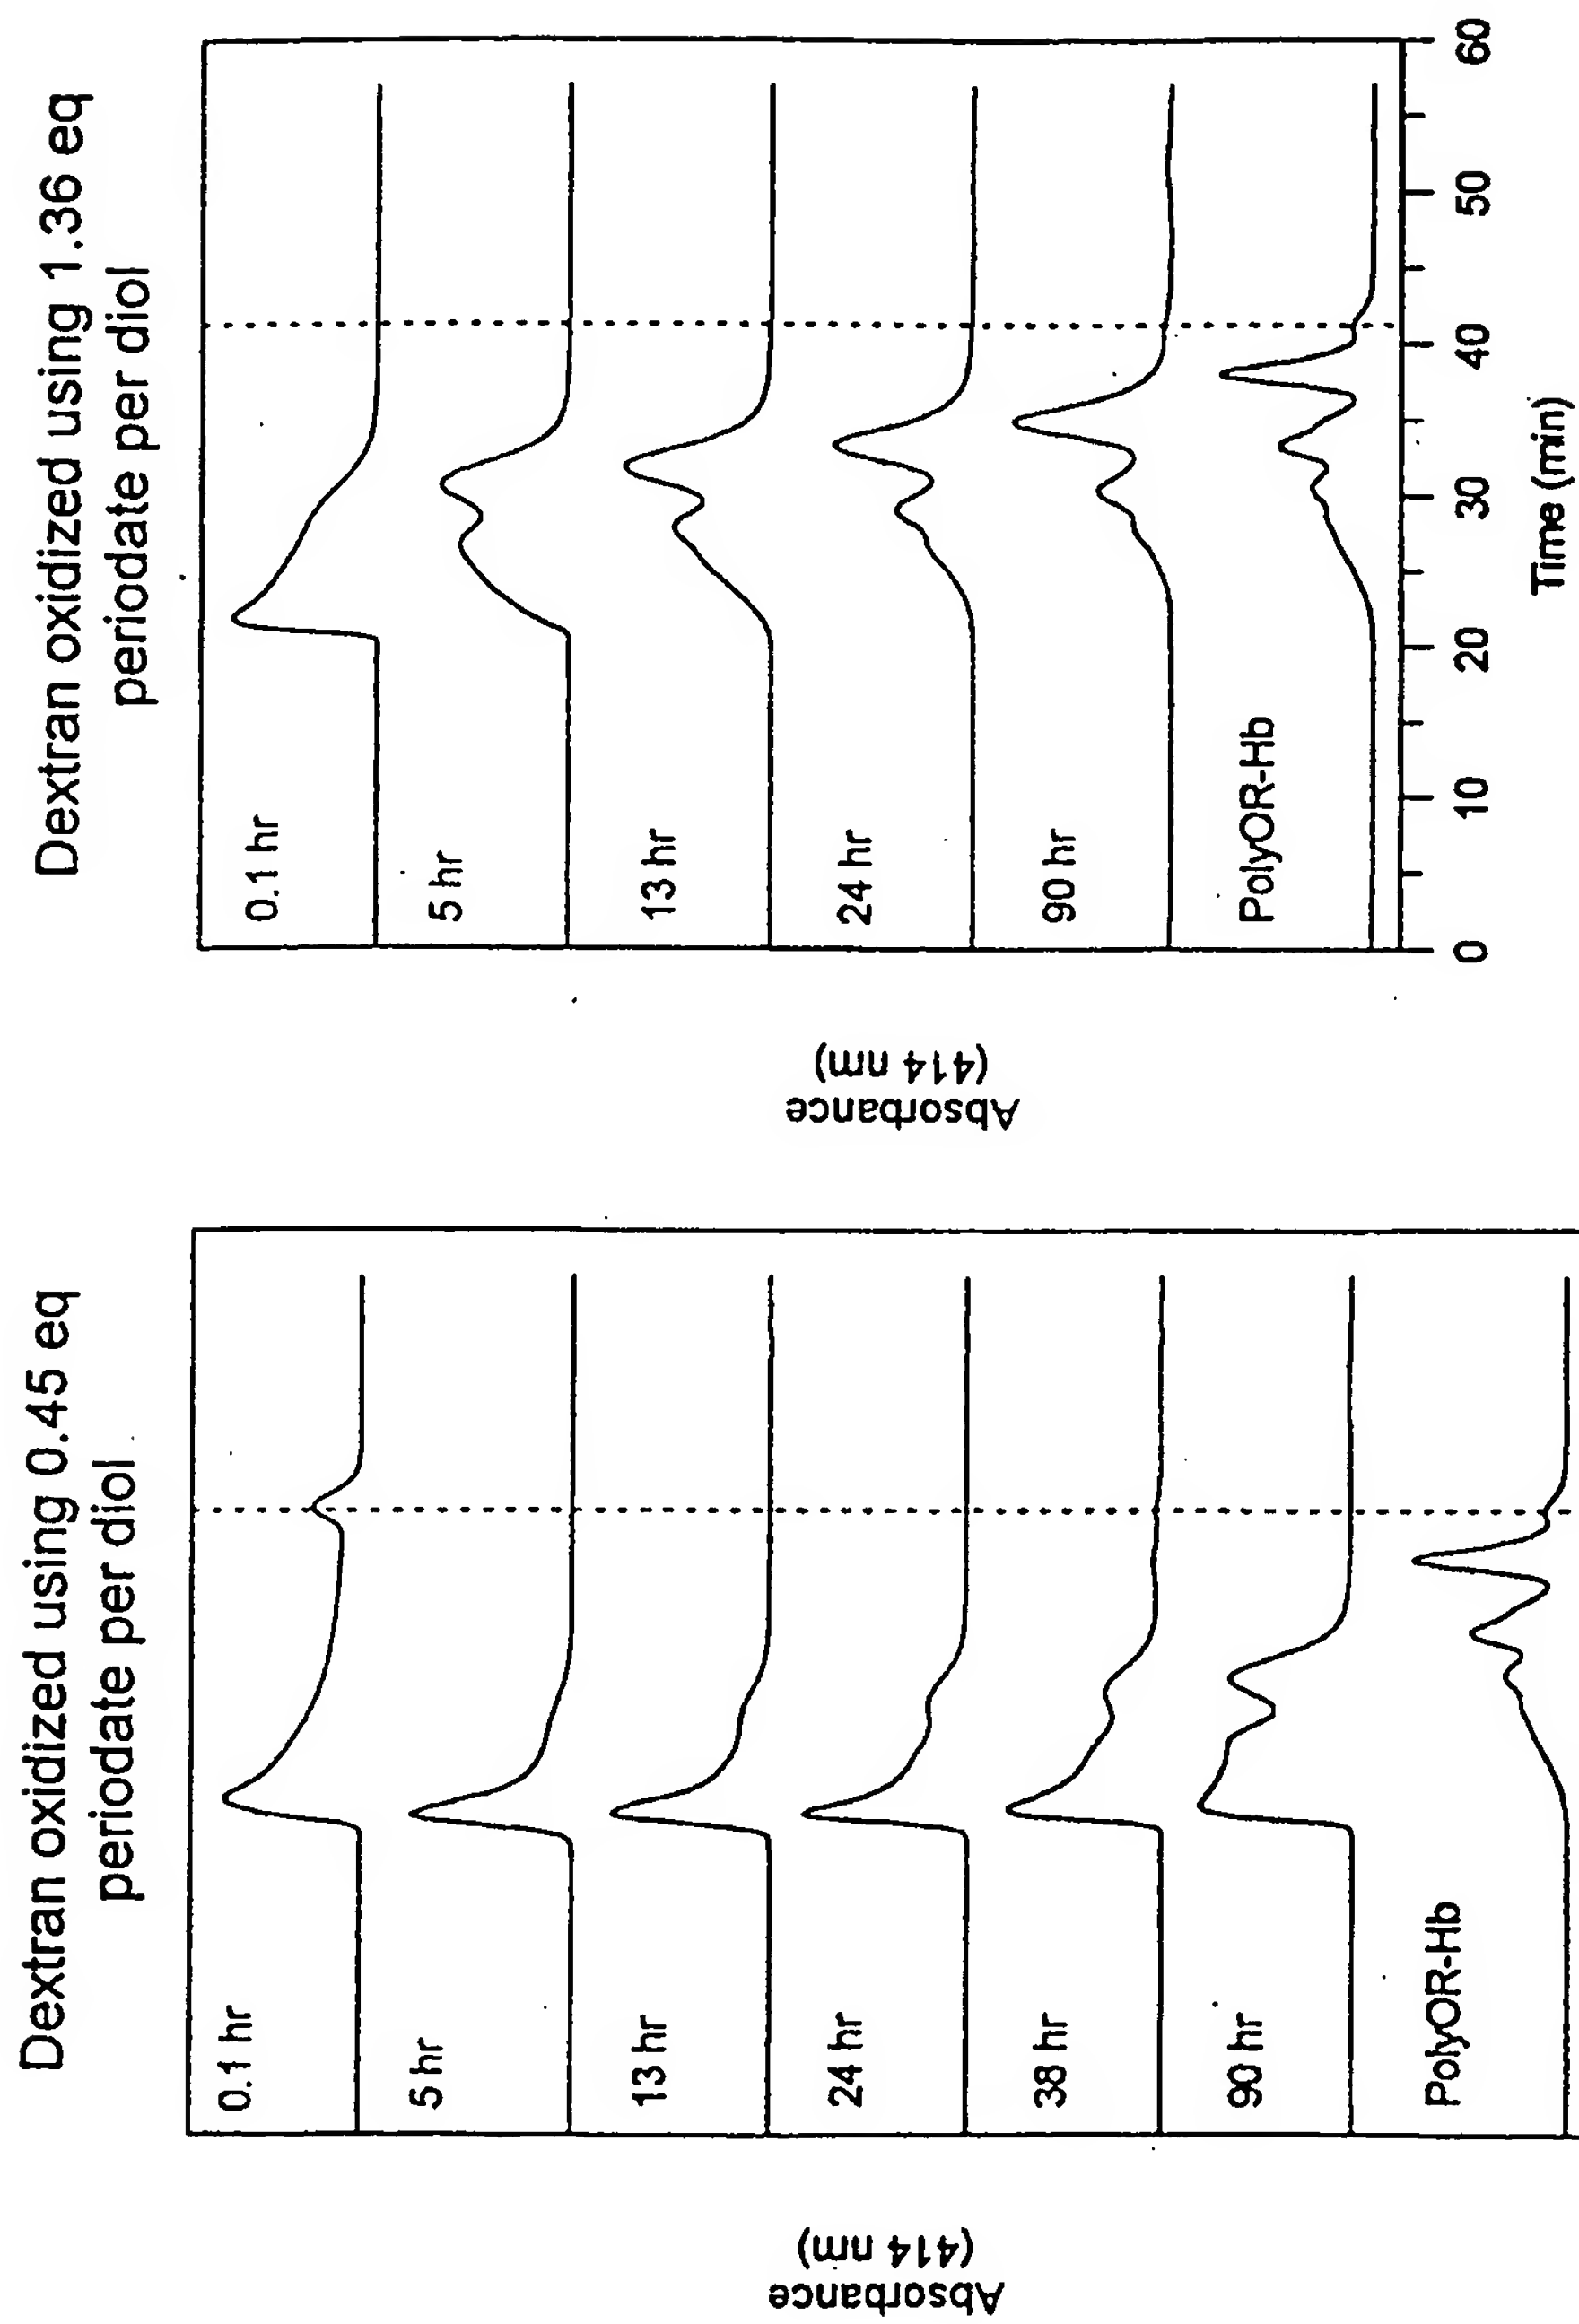 Dextran oxidized using 0.45 eq
periodate per diol
0.1 hr
5 hr
13 hr
24 hr
38 hr
90 hr
PolyOR-Hb
Absorbance
(414 nm)
Dextran oxidized using 1.36 eq
periodate per diol
0.1 hr
5 hr
13 hr
24 hr
90 hr
PolyOR-Hb
Absorbance
(414 nm)
0 10 20 30 40 50 60
Time (min)